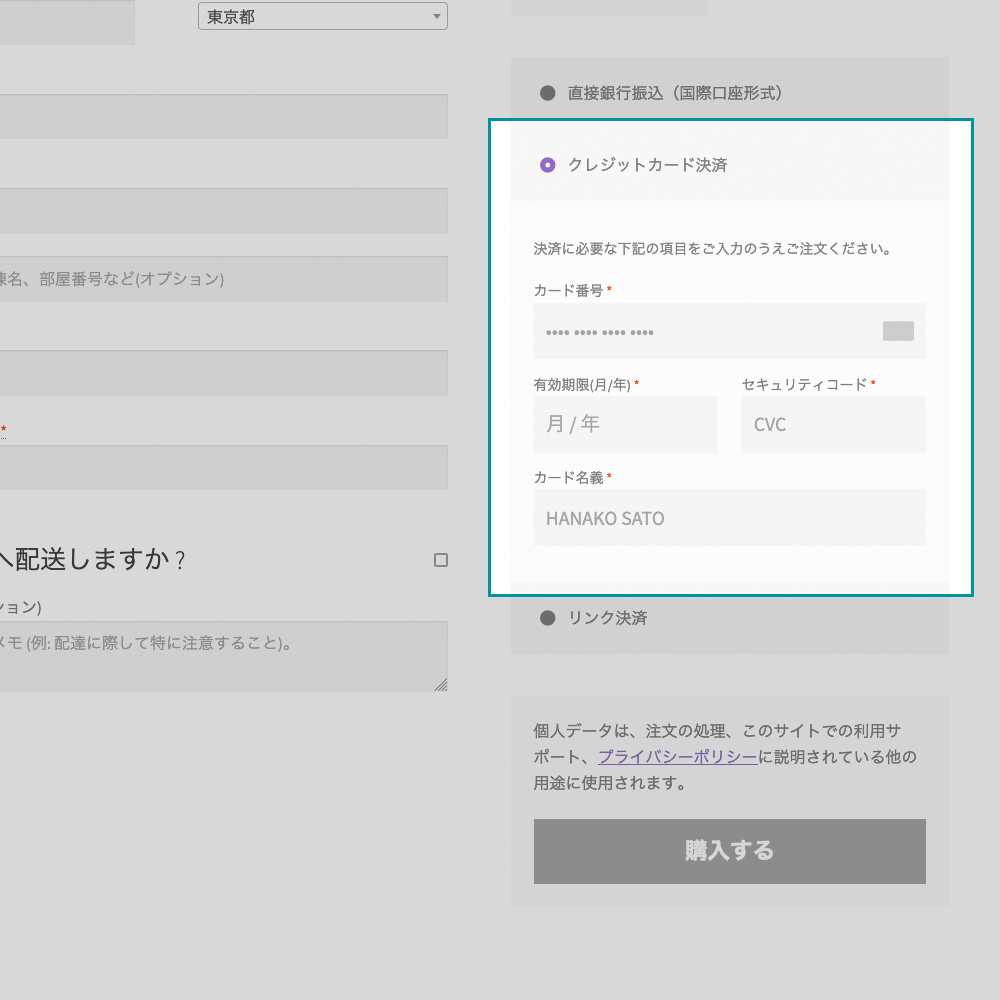 東京都
棟名、部屋番号など(オプション)
*
へ配送しますか ?
ション)
メモ (例: 配達に際して特に注意すること)。
直接銀行振込（国際口座形式）
クレジットカード決済
決済に必要な下記の項目をご入力のうえご注文ください。
カード番号 *
•••• •••• •••• ••••
有効期限(月/年) *
セキュリティコード *
月 / 年
CVC
カード名義 *
HANAKO SATO
リンク決済
個人データは、注文の処理、このサイトでの利用サ
ポート、プライバシーポリシーに説明されている他の
用途に使用されます。
購入する